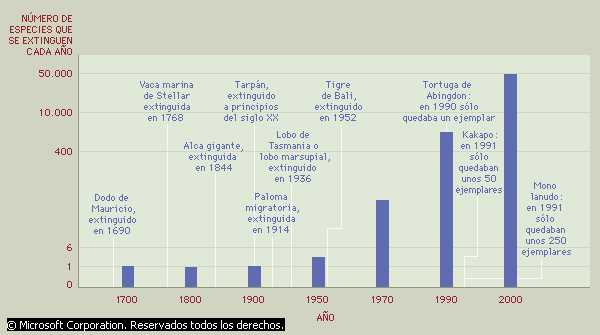 NÚMERO DE
ESPECIES QUE
SE EXTINGUEN
CADA AÑO
50.000
10.000
400
6
1
0
Vaca marina
de Stellar
extinguida
en 1768
Tarpán,
extinguido
a principios
del siglo XX
Tigre
de Bali,
extinguido
en 1952
Tortuga de
Abingdon:
en 1990 sólo
quedaba un ejemplar
Alca gigante,
extinguida
en 1844
Lobo de
Tasmania o
lobo marsupial,
extinguido
en 1936
Kakapo:
en 1991
sólo
quedaban
unos 50
ejemplares
Dodo de
Mauricio,
extinguido
en 1690
Paloma
migratoria,
extinguida
en 1914
Mono
lanudo:
en 1991
sólo
quedaban
unos 250
ejemplares
1700
1800
1900
1950
1970
1990
2000
AÑO
© Microsoft Corporation. Reservados todos los derechos.